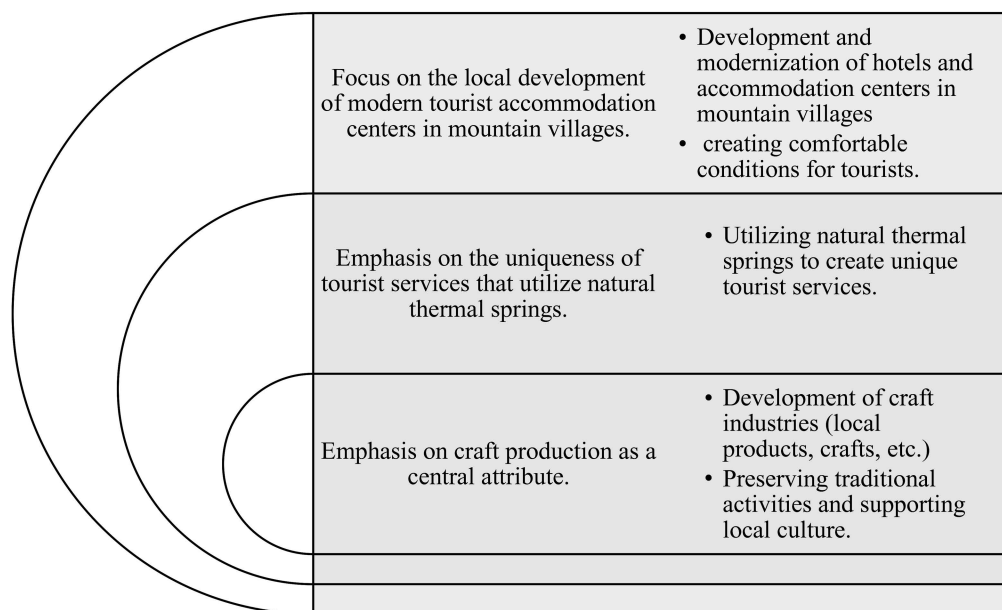 Focus on the local development
of modern tourist accommodation
centers in mountain villages.
• Development and
modernization of hotels and
accommodation centers in
mountain villages
• creating comfortable
conditions for tourists.
Emphasis on the uniqueness of
tourist services that utilize natural
thermal springs.
• Utilizing natural thermal
springs to create unique
tourist services.
Emphasis on craft production as a
central attribute.
• Development of craft
industries (local
products, crafts, etc.)
• Preserving traditional
activities and supporting
local culture.